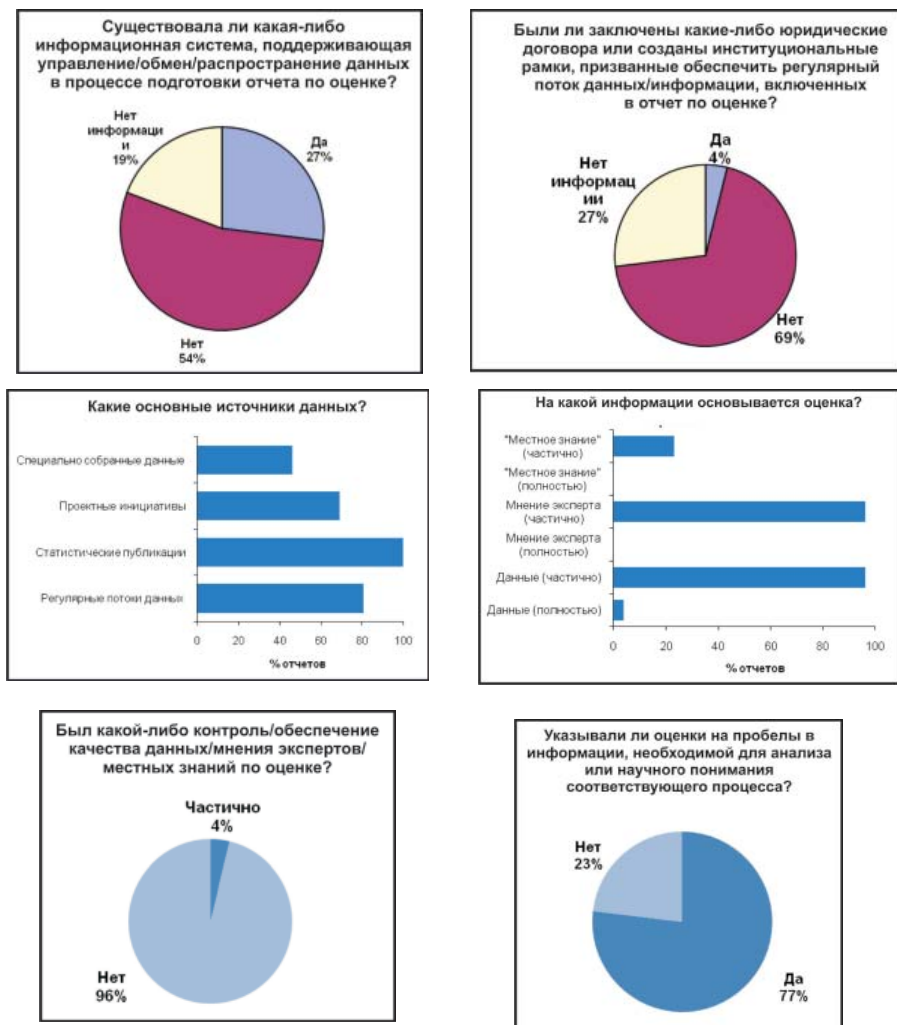 Существовала ли какая-либо
информационная система, поддерживающая
управление/обмен/распространение данных
в процессе подготовки отчета по оценке?
Нет
информаци
и
19%
Да
27%
Нет
54%
Были ли заключены какие-либо юридические
договора или созданы институциональные
рамки, призванные обеспечить регулярный
поток данных/информации, включенных
в отчет по оценке?
Да
4%
Нет
информац
ии
27%
Нет
69%
Какие основные источники данных?
Специально собранные данные
Проектные инициативы
Статистические публикации
Регулярные потоки данных
0 20 40 60 80 100
% отчетов
На какой информации основывается оценка?
"Местное знание"
(частично)
"Местное знание"
(полностью)
Мнение эксперта
(частично)
Мнение эксперта
(полностью)
Данные (частично)
Данные (полностью)
0 20 40 60 80 100
% отчетов
Был какой-либо контроль/обеспечение
качества данных/мнения экспертов/
местных знаний по оценке?
Частично
4%
Нет
96%
Указывали ли оценки на пробелы в
информации, необходимой для анализа
или научного понимания
соответствующего процесса?
Нет
23%
Да
77%